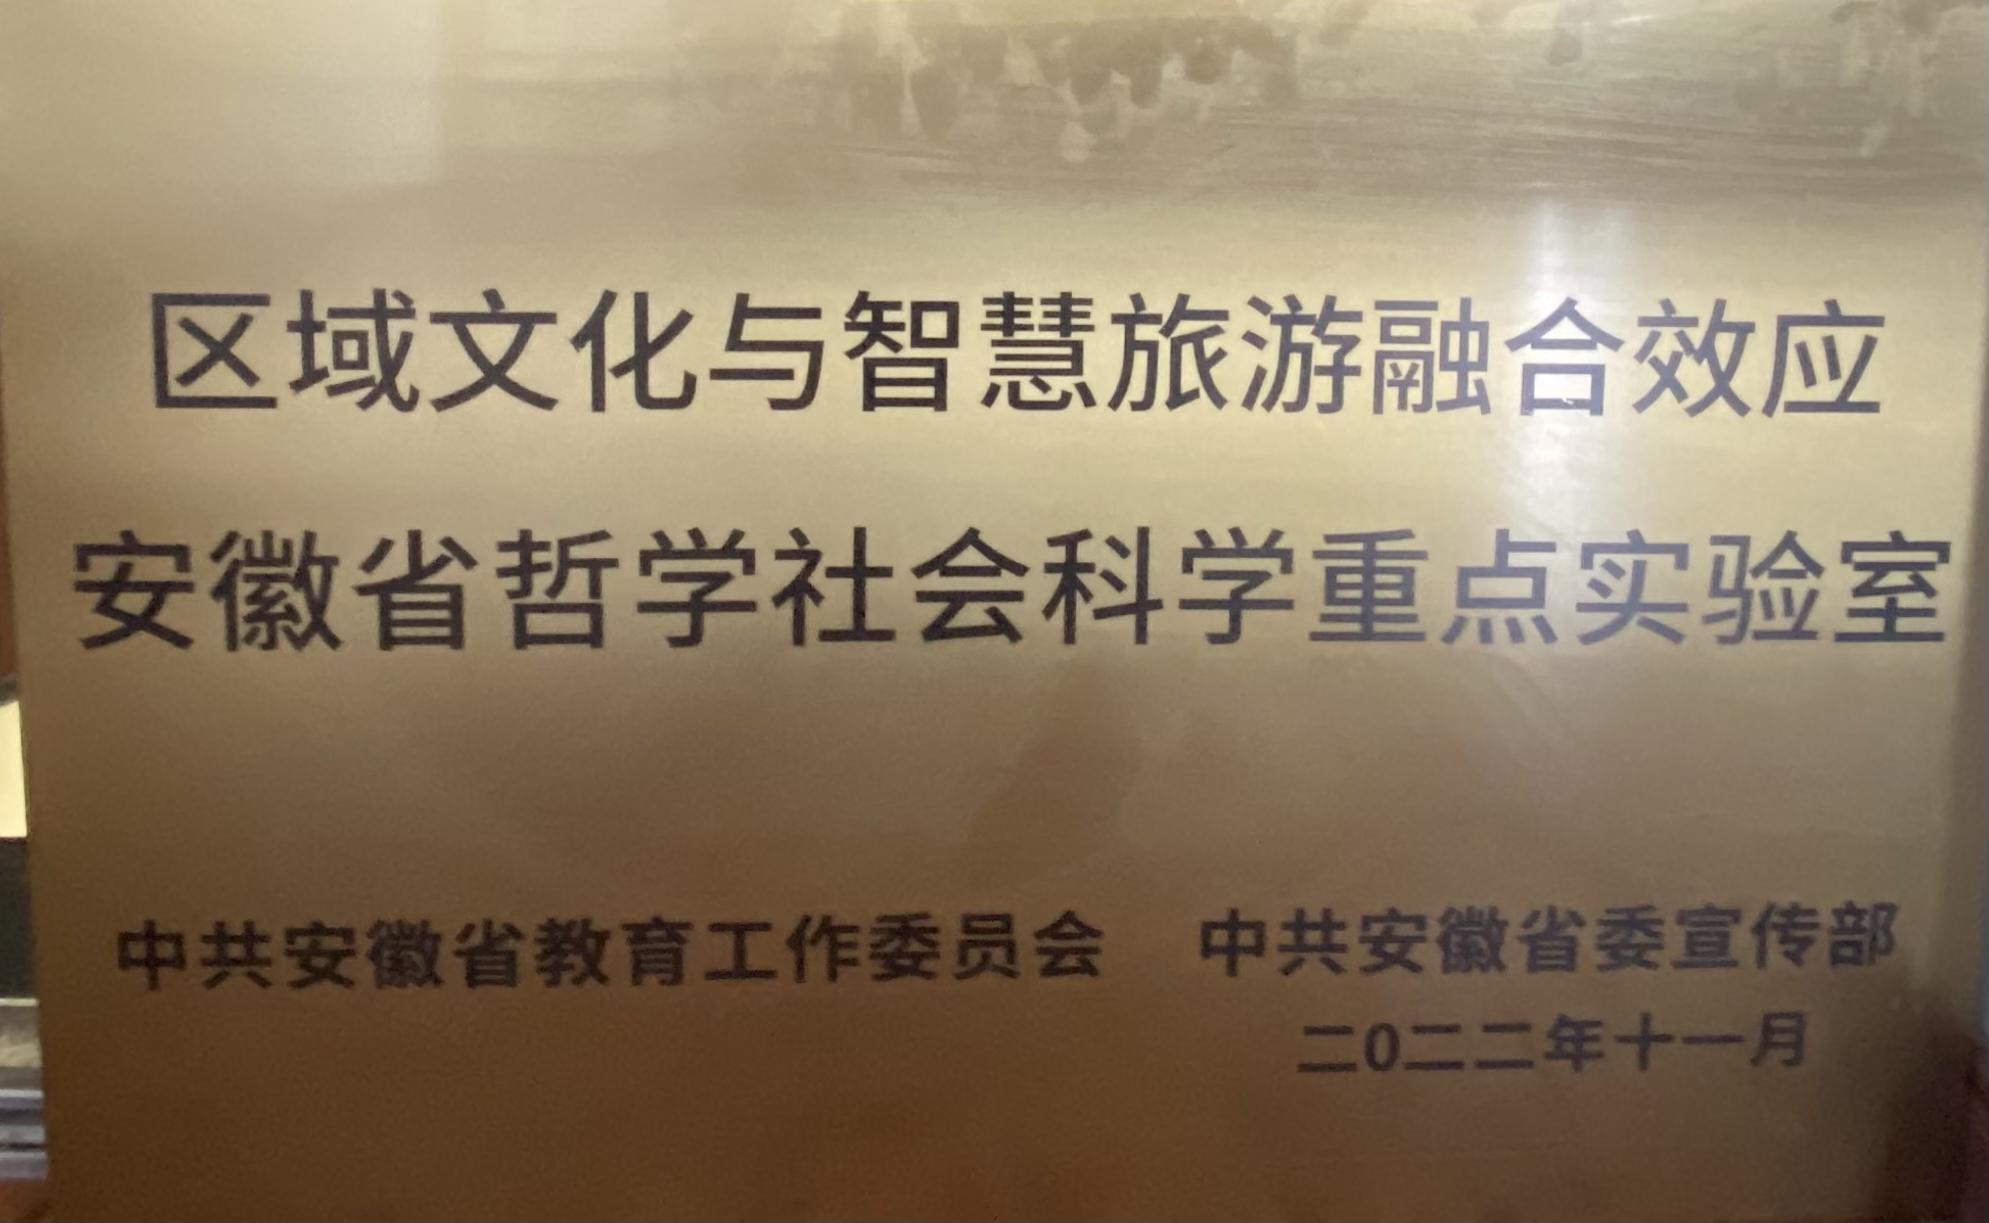 区域文化与智慧旅游融合效应
安徽省哲学社会科学重点实验室
中共安徽省教育工作委员会 中共安徽省委宣传部
二0二二年十一月